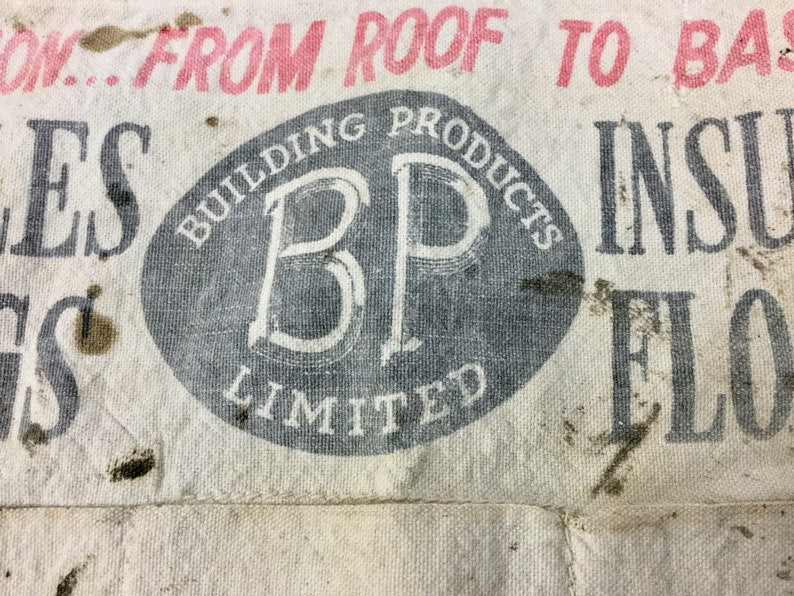 ON... FROM ROOF TO BAS
LES
BUILDING PRODUCTS
BP
LIMITED
INSU
GS
FLO